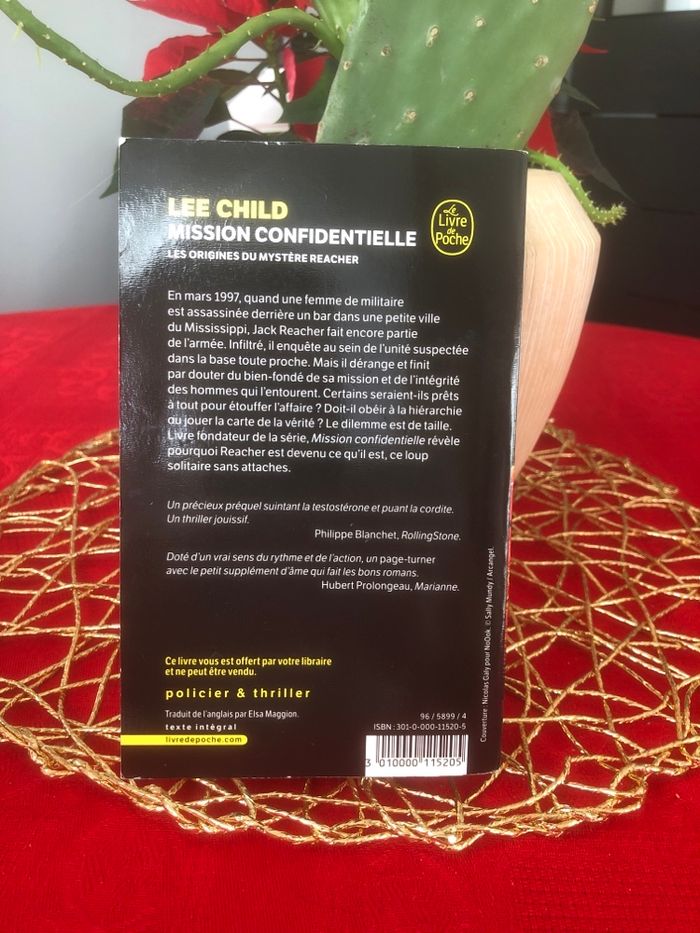 LEE CHILD
MISSION CONFIDENTIELLE
LES ORIGINES DU MYSTÈRE REACHER
Le
Livre
de
Poche
En mars 1997, quand une femme de militaire
est assassinée derrière un bar dans une petite ville
du Mississippi, Jack Reacher fait encore partie
de l'armée. Infiltré, il enquête au sein de l'unité suspectée
dans la base toute proche. Mais il dérange et finit
par douter du bien-fondé de sa mission et de l'intégrité
des hommes qui l'entourent. Certains seraient-ils prêts
à tout pour étouffer l'affaire ? Doit-il obéir à la hiérarchie
ou jouer la carte de la vérité ? Le dilemme est de taille.
Livre fondateur de la série, Mission confidentielle révèle
pourquoi Reacher est devenu ce qu'il est, ce loup
solitaire sans attaches.
Un précieux préquel suintant la testostérone et puant la cordite.
Un thriller jouissif.
Philippe Blanchet, RollingStone.
Doté d'un vrai sens du rythme et de l'action, un page-turner
avec le petit supplément d'âme qui fait les bons romans.
Hubert Prolongeau, Marianne.
Ce livre vous est offert par votre libraire
et ne peut être vendu.
policier & thriller
Traduit de l'anglais par Elsa Maggion.
texte intégral
livredepoche.com
96 / 5899 / 4
ISBN : 301-0-000-11520-5
3 010000 115205
Couverture : Nicolas Galy pour NoOok. © Sally Mundy / Arcangel.